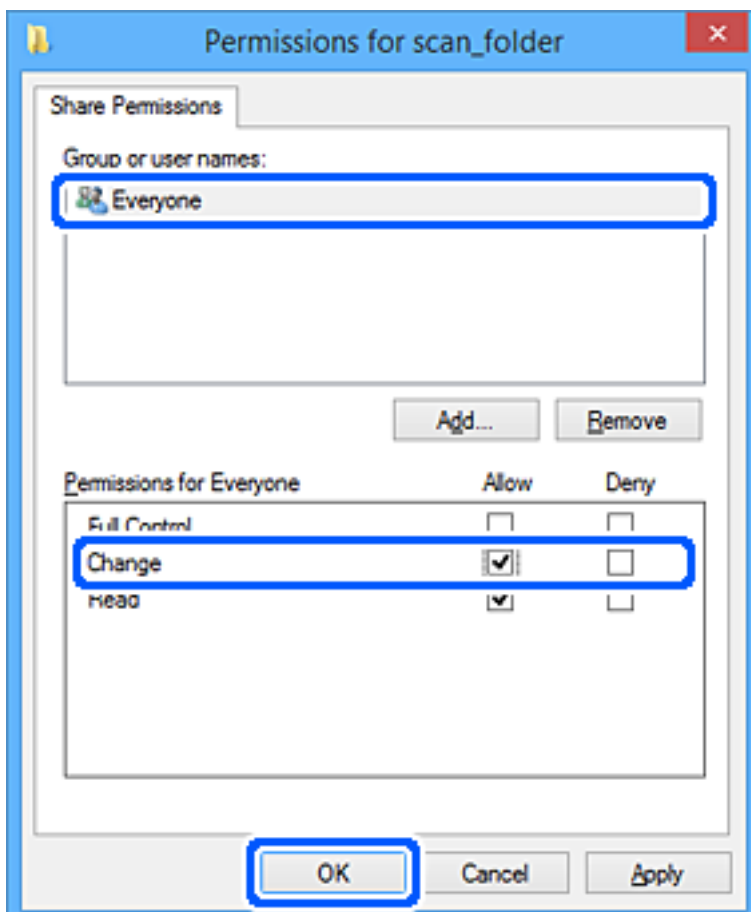 Permissions for scan_folder
Share Permissions
Group or user names:
Everyone
Add... Remove
Permissions for Everyone Allow Deny
Full Control
Change
Read
OK Cancel Apply